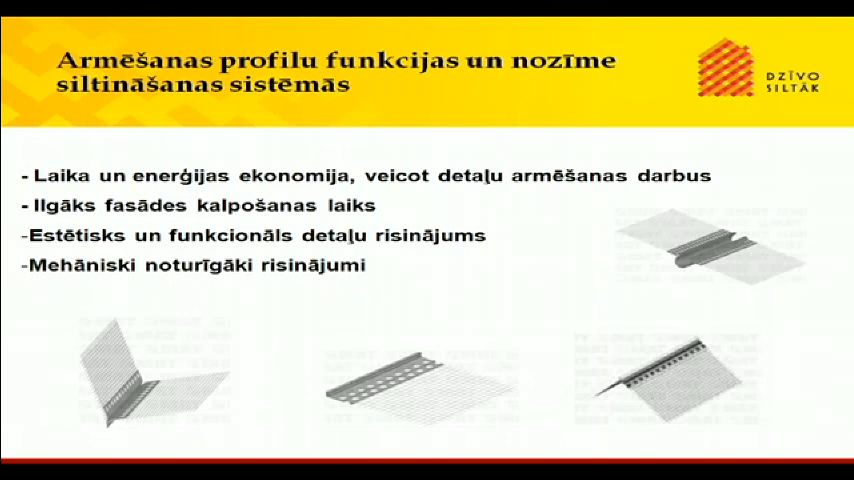 Armēšanas profilu funkcijas un nozīme
siltināšanas sistēmās
DZĪVO
SILTĀK
- Laika un enerģijas ekonomija, veicot detaļu armēšanas darbus
- Ilgāks fasādes kalpošanas laiks
-Estētisks un funkcionāls detaļu risinājums
-Mehāniski noturīgāki risinājumi